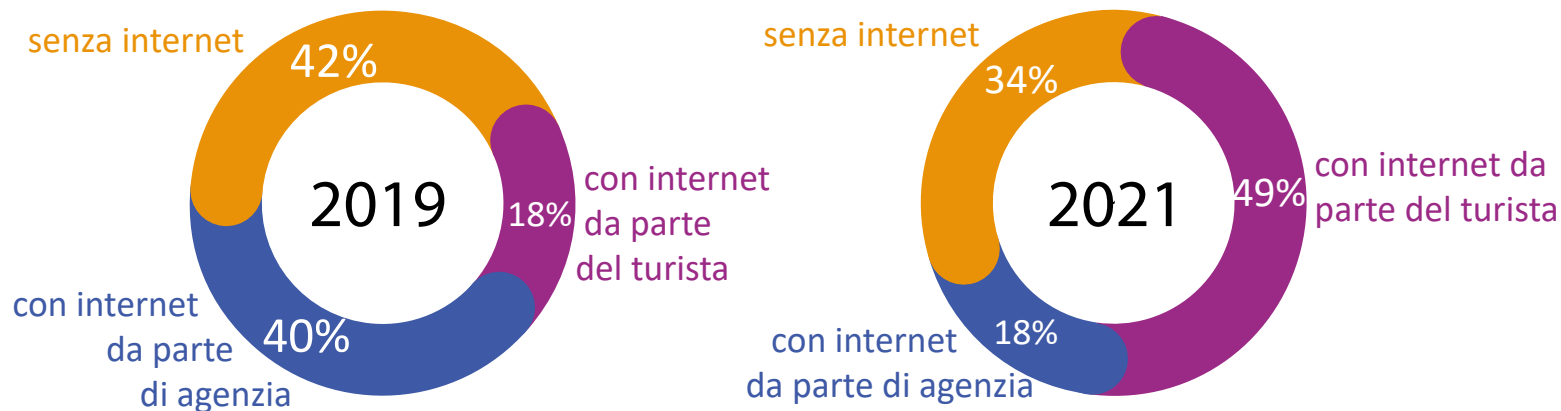 senza internet
42%
2019
con internet
da parte
del turista
18%
con internet
da parte
di agenzia
40%
senza internet
34%
2021
49%
con internet da
parte del turista
18%
con internet
da parte di agenzia